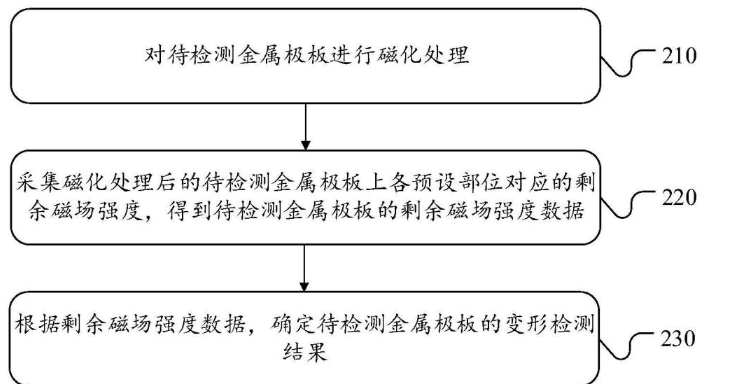 对待检测金属极板进行磁化处理
210
采集磁化处理后的待检测金属极板上各预设部位对应的剩
余磁场强度，得到待检测金属极板的剩余磁场强度数据
220
根据剩余磁场强度数据，确定待检测金属极板的变形检测
结果
230